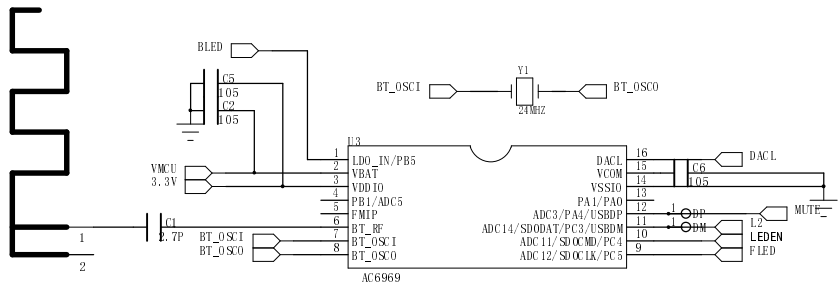 BLED
C5
105
C2
105
Y1
BT_OSCI
BT_OSCO
24MHZ
U3
1 LDO_IN/PB5
DACL 16
DACL
VMCU
2 VBAT
VCOM 15
C6
105
3.3V
3 VDDIO
VSSIO 14
4 PB1/ADC5
PA1/PA0 13
5 FMIP
ADC3/PA4/USBDP 12
1 DP
MUTE
C1
2.7P
6 BT_RF
ADC14/SDODAT/PC3/USBDM 11
1 DM
L2
1
BT_OSCI
7 BT_OSCI
ADC11/SDOCMD/PC4 10
LEDEN
2
BT_OSCO
8 BT_OSCO
ADC12/SDOCLK/PC5 9
FLED
AC6969